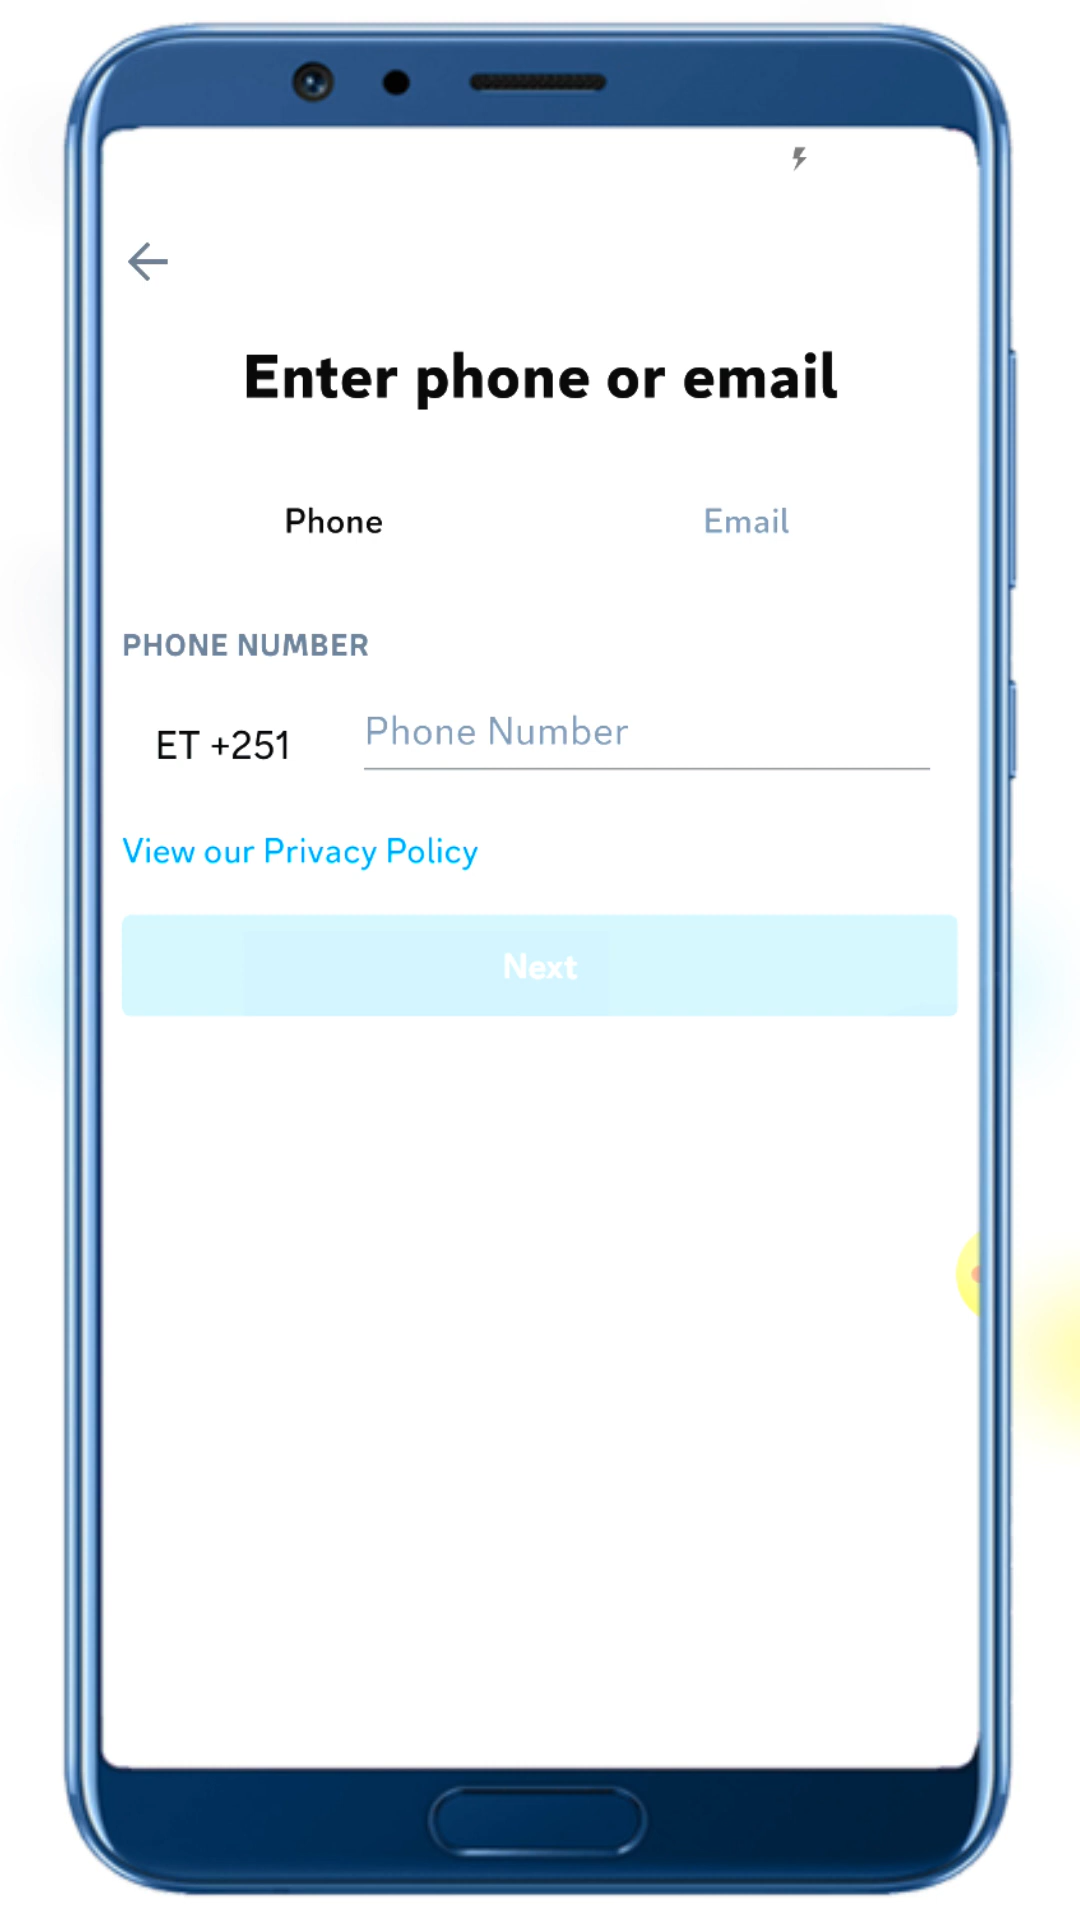 Enter phone or email
Phone
Email
PHONE NUMBER
ET +251
Phone Number
View our Privacy Policy
Next